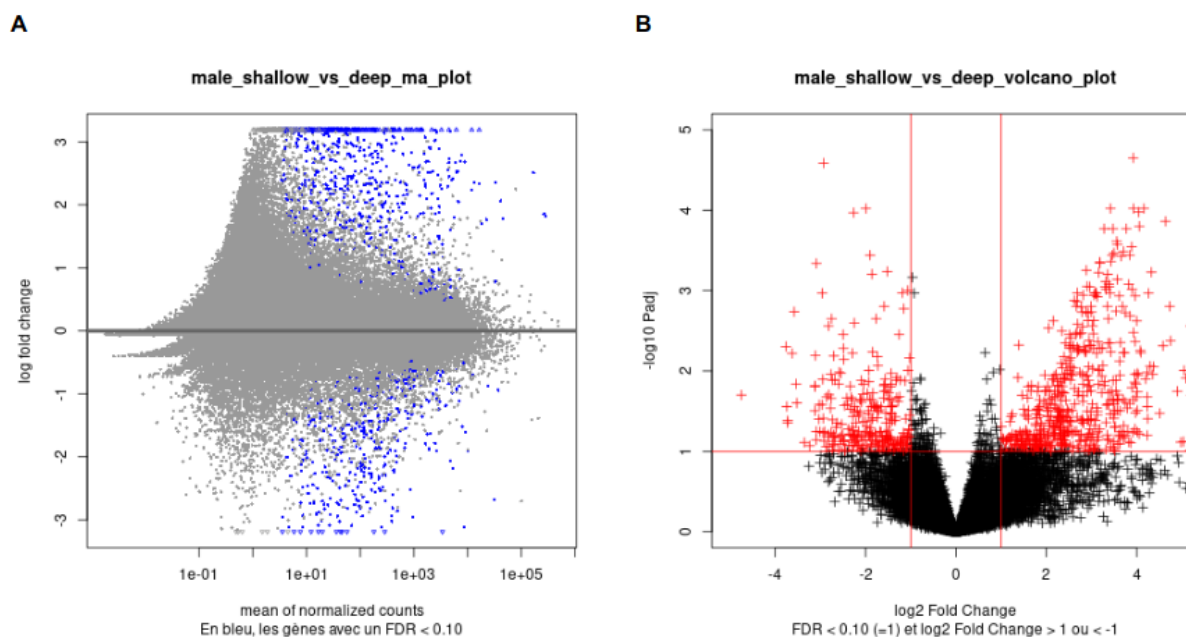 A
B
male_shallow_vs_deep_ma_plot
male_shallow_vs_deep_volcano_plot
log fold change
3
2
1
0
-1
-2
-3
1e-01
1e+01
1e+03
1e+05
mean of normalized counts
En bleu, les gènes avec un FDR < 0.10
-log10 Padj
5
4
3
2
1
0
-4
-2
0
2
4
log2 Fold Change
FDR < 0.10 (=1) et log2 Fold Change > 1 ou < -1